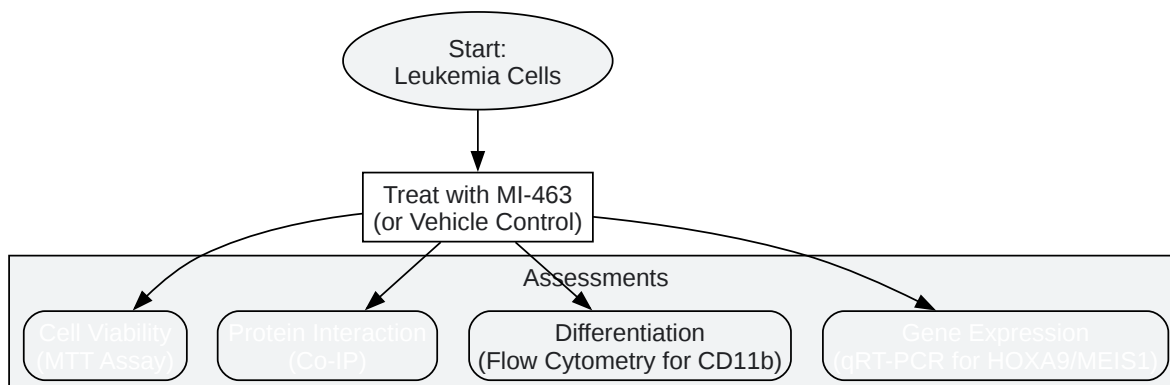 Start:
Leukemia Cells
Treat with MI-463
(or Vehicle Control)
Assessments
Cell Viability
(MTT Assay)
Protein Interaction
(Co-IP)
Differentiation
(Flow Cytometry for CD11b)
Gene Expression
(qRT-PCR for HOXA9/MEIS1)